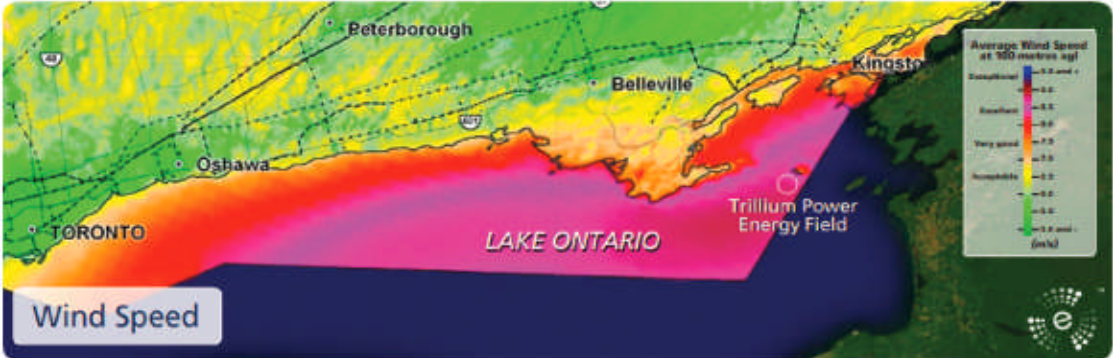 Peterborough
Kingsto
Belleville
401
Oshawa
TORONTO
Trillium Power
Energy Field
LAKE ONTARIO
Wind Speed
Average Wind Speed
at 100 metres agl
Exceptional
Excellent
Very good
Acceptable
(m/s)
e